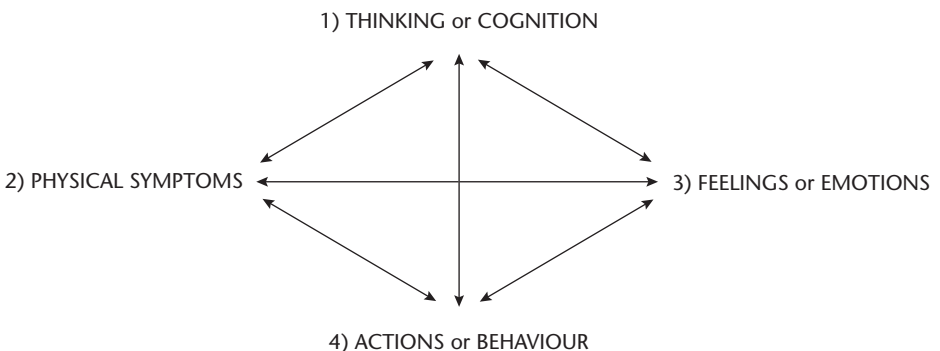 1) THINKING or COGNITION
2) PHYSICAL SYMPTOMS
3) FEELINGS or EMOTIONS
4) ACTIONS or BEHAVIOUR